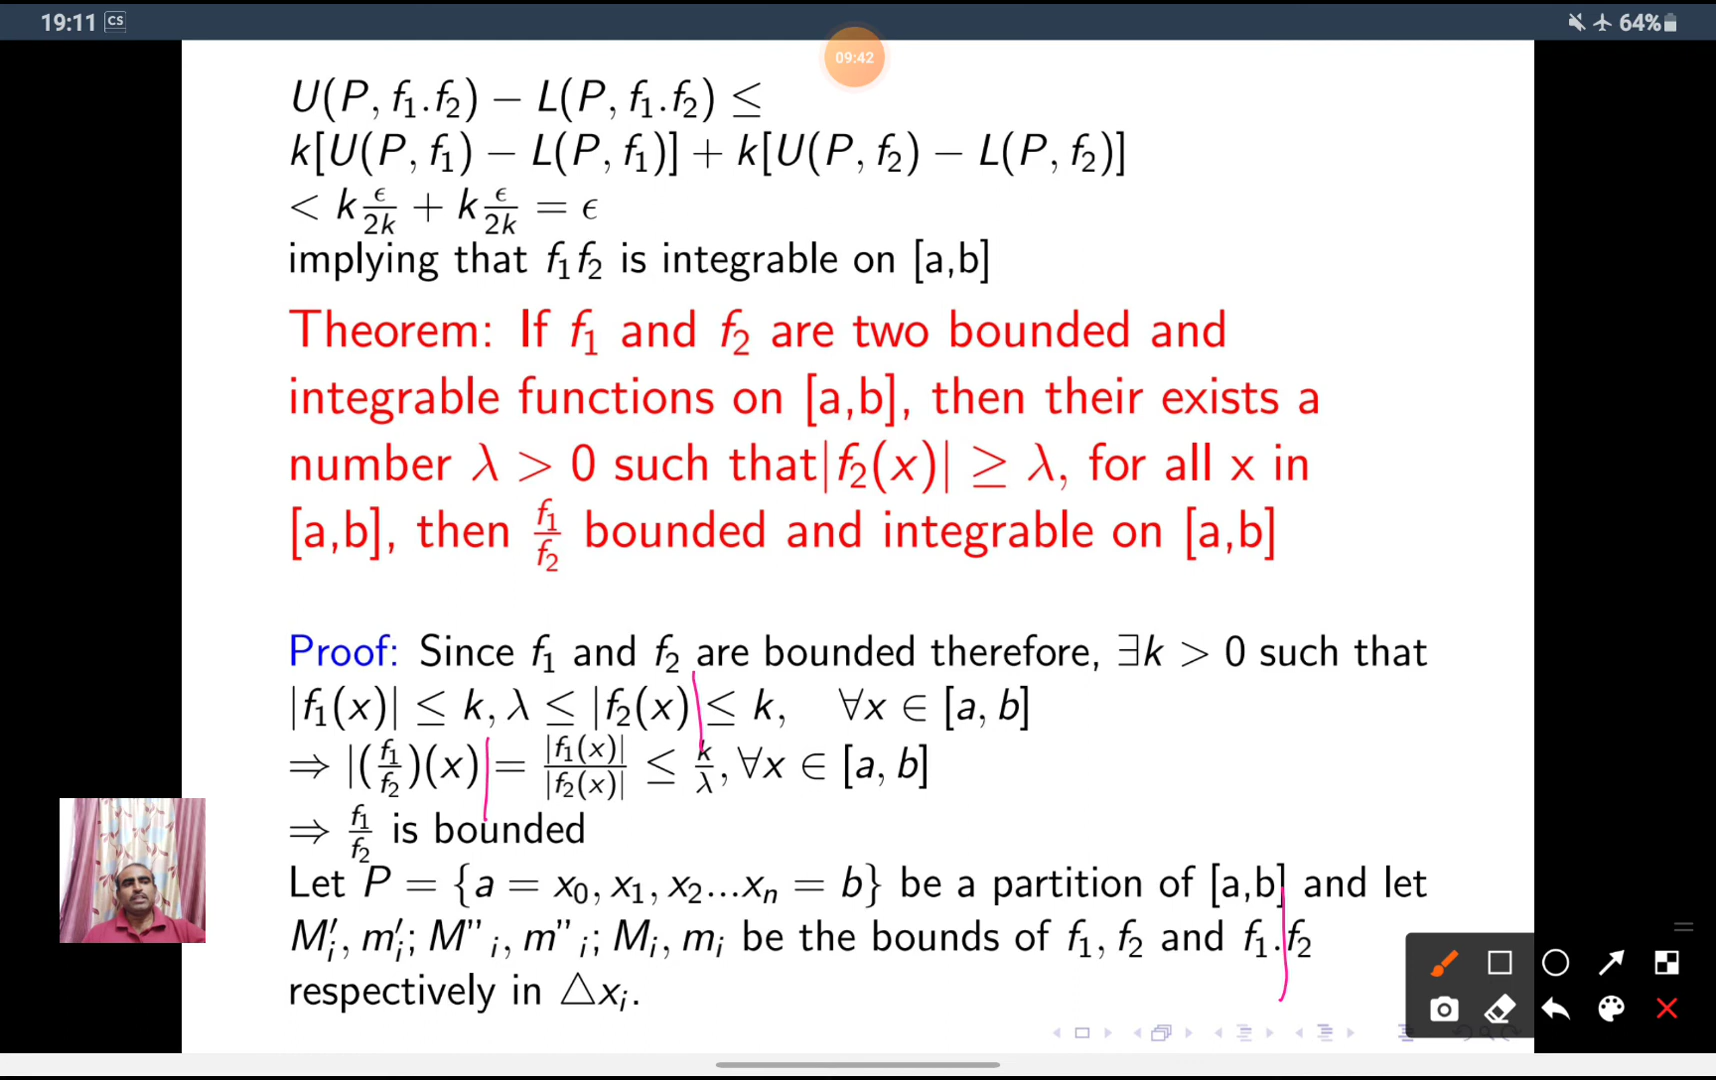 19:11 CS 64%
09:42
U(P, f₁.f₂) − L(P, f₁.f₂) ≤
k[U(P, f₁) − L(P, f₁)] + k[U(P, f₂) − L(P, f₂)]
< k ϵ/2k + k ϵ/2k = ϵ
implying that f₁f₂ is integrable on [a,b]
Theorem: If f₁ and f₂ are two bounded and
integrable functions on [a,b], then their exists a
number λ > 0 such that|f₂(x)| ≥ λ, for all x in
[a,b], then f₁/f₂ bounded and integrable on [a,b]
Proof: Since f₁ and f₂ are bounded therefore, ∃k > 0 such that
|f₁(x)| ≤ k, λ ≤ |f₂(x)| ≤ k, ∀x ∈ [a, b]
⇒ |(f₁/f₂)(x)| = |f₁(x)|/|f₂(x)| ≤ k/λ, ∀x ∈ [a, b]
⇒ f₁/f₂ is bounded
Let P = {a = x₀, x₁, x₂...xₙ = b} be a partition of [a,b] and let
M′ᵢ, m′ᵢ; M”ᵢ, m”ᵢ; Mᵢ, mᵢ be the bounds of f₁, f₂ and f₁.f₂
respectively in △xᵢ.